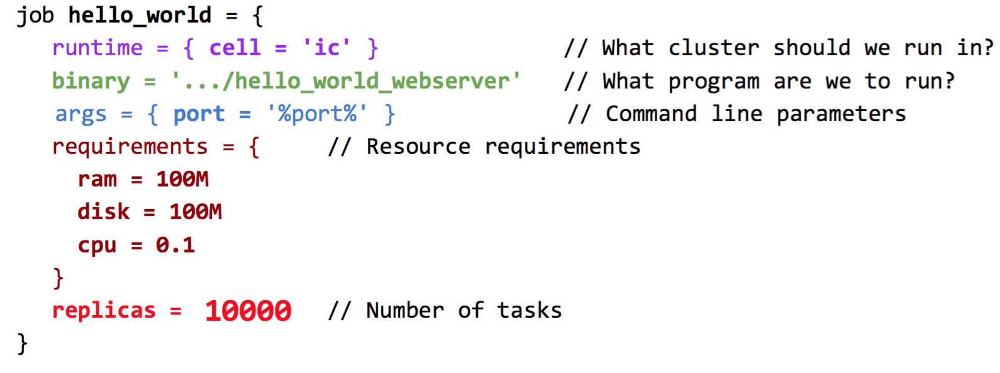 job hello_world = {
runtime = { cell = 'ic' } // What cluster should we run in?
binary = '.../hello_world_webserver' // What program are we to run?
args = { port = '%port%' } // Command line parameters
requirements = { // Resource requirements
ram = 100M
disk = 100M
cpu = 0.1
}
replicas = 10000 // Number of tasks
}